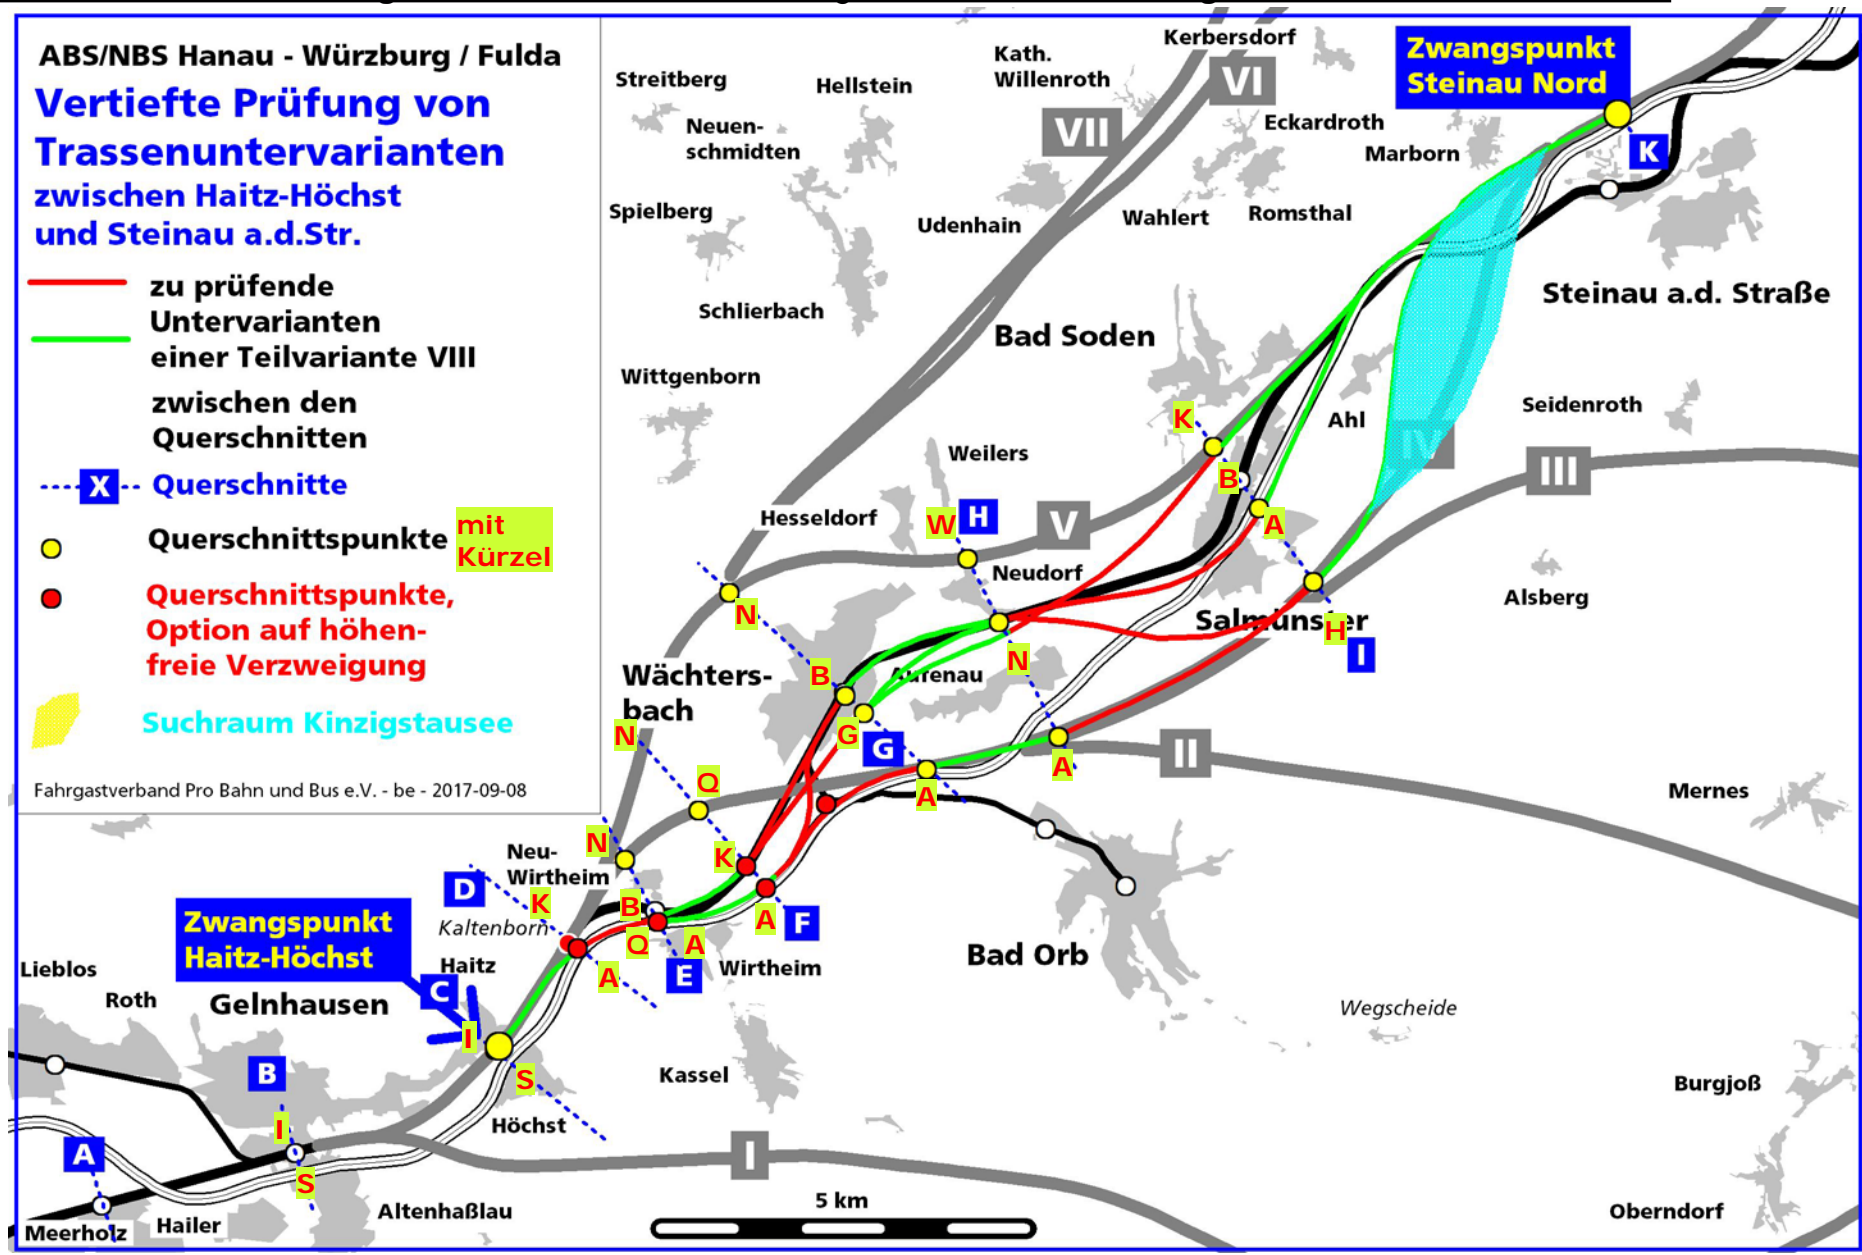 ABS/NBS Hanau - Würzburg / Fulda
Vertiefte Prüfung von
Trassenuntervarianten
zwischen Haitz-Höchst
und Steinau a.d.Str.
zu prüfende
Untervarianten
einer Teilvariante VIII
zwischen den
Querschnitten
X Querschnitte
Querschnittspunkte mit
Kürzel
Querschnittspunkte,
Option auf höhen-
freie Verzweigung
Suchraum Kinzigstausee
Fahrgastverband Pro Bahn und Bus e.V. - be - 2017-09-08
Kerbersdorf
Zwangspunkt
Steinau Nord
Kath.
Willenroth
Streitberg
Hellstein
VI
Neuen-
schmidten
VII
Eckardroth
Marborn
K
Spielberg
Udenhain
Wahlert
Romsthal
Steinau a.d. Straße
Schlierbach
Bad Soden
Wittgenborn
K
Ahl
Seidenroth
IV
Weilers
III
B
Hesseldorf
W
H
V
A
Neudorf
N
Alsberg
Salmünster
H
I
Wächters-
bach
B
Aufenau
N
N
G
G
II
A
Q
A
Mernes
N
K
Neu-
Wirtheim
D
K
B
A
F
Kaltenborn
Q
A
Zwangspunkt
Haitz-Höchst
Haitz
A
E
Wirtheim
Bad Orb
Lieblos
Roth
Gelnhausen
C
I
Wegscheide
B
S
Kassel
Burgjoß
I
Höchst
A
S
I
5 km
Altenhaßlau
Oberndorf
Meerholz
Hailer